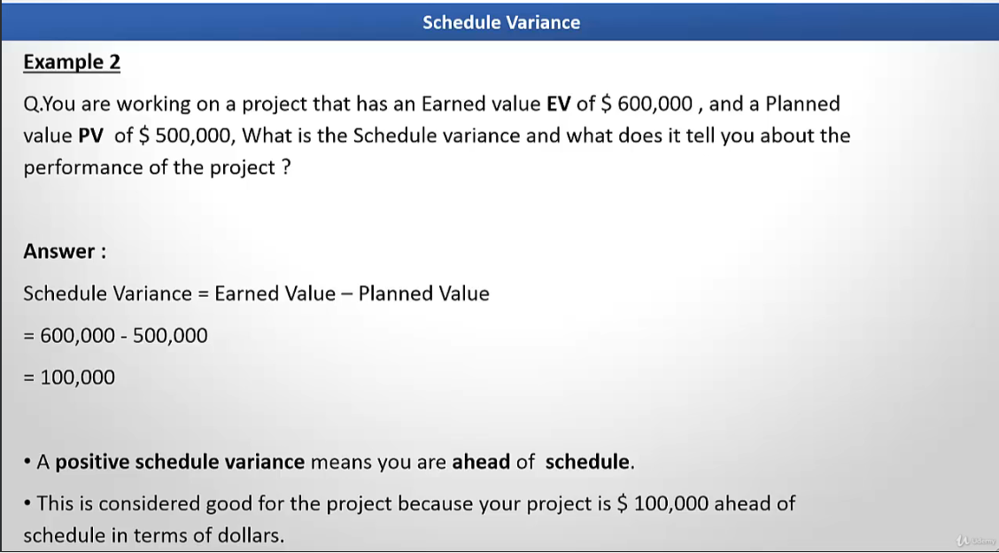 Schedule Variance
Example 2
Q.You are working on a project that has an Earned value EV of $ 600,000 , and a Planned
value PV of $ 500,000, What is the Schedule variance and what does it tell you about the
performance of the project ?
Answer :
Schedule Variance = Earned Value – Planned Value
= 600,000 - 500,000
= 100,000
• A positive schedule variance means you are ahead of schedule.
• This is considered good for the project because your project is $ 100,000 ahead of
schedule in terms of dollars.
Udemy